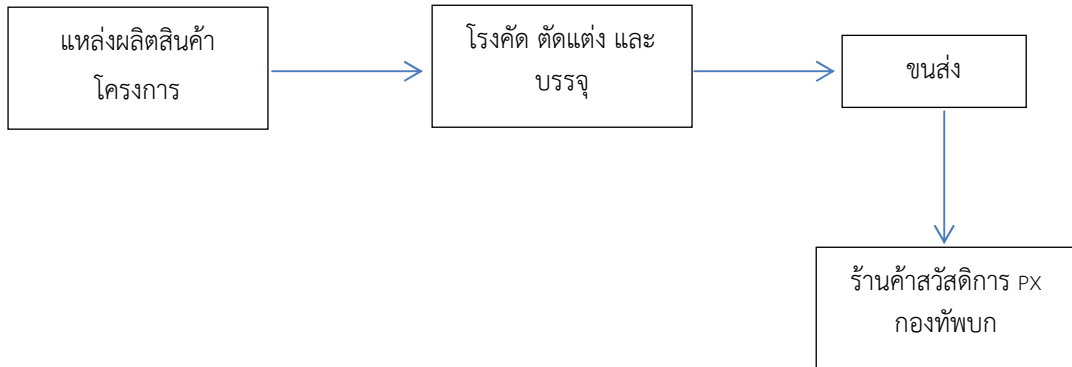 แหล่งผลิตสินค้า
โครงการ
โรงคัด ตัดแต่ง และ
บรรจุ
ขนส่ง
ร้านค้าสวัสดิการ PX
กองทัพบก